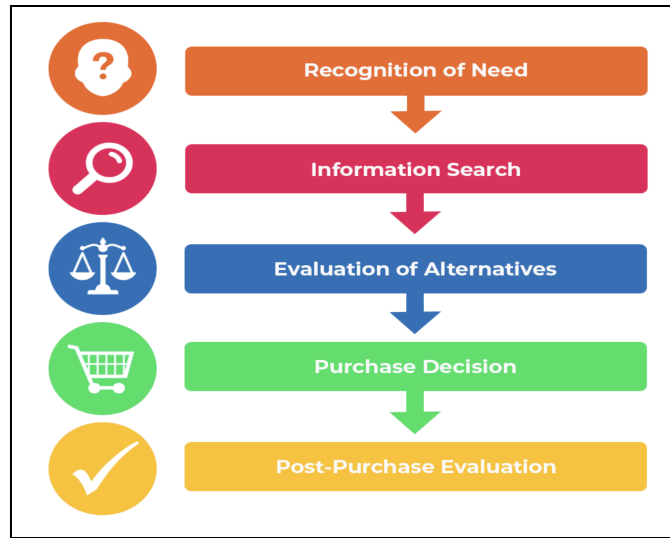 ?
Recognition of Need
Information Search
Evaluation of Alternatives
Purchase Decision
Post-Purchase Evaluation